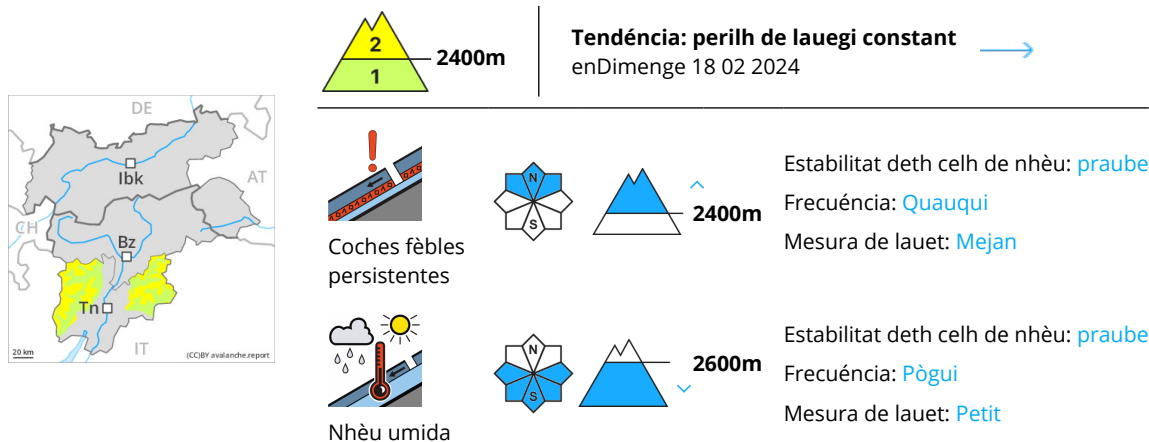 2
1
2400m
Tendéncia: perilh de lauegi constant
enDimenge 18 02 2024
DE
AT
CH
Ibk
Bz
Tn
IT
20 km
(CC)BY avalanche.report
Coches fèbles
persistentes
N
S
2400m
Estabilitat deth celh de nhèu: praube
Frecuéncia: Quauqui
Mesura de lauet: Mejan
Nhèu umida
N
S
2600m
Estabilitat deth celh de nhèu: praube
Frecuéncia: Pògui
Mesura de lauet: Petit